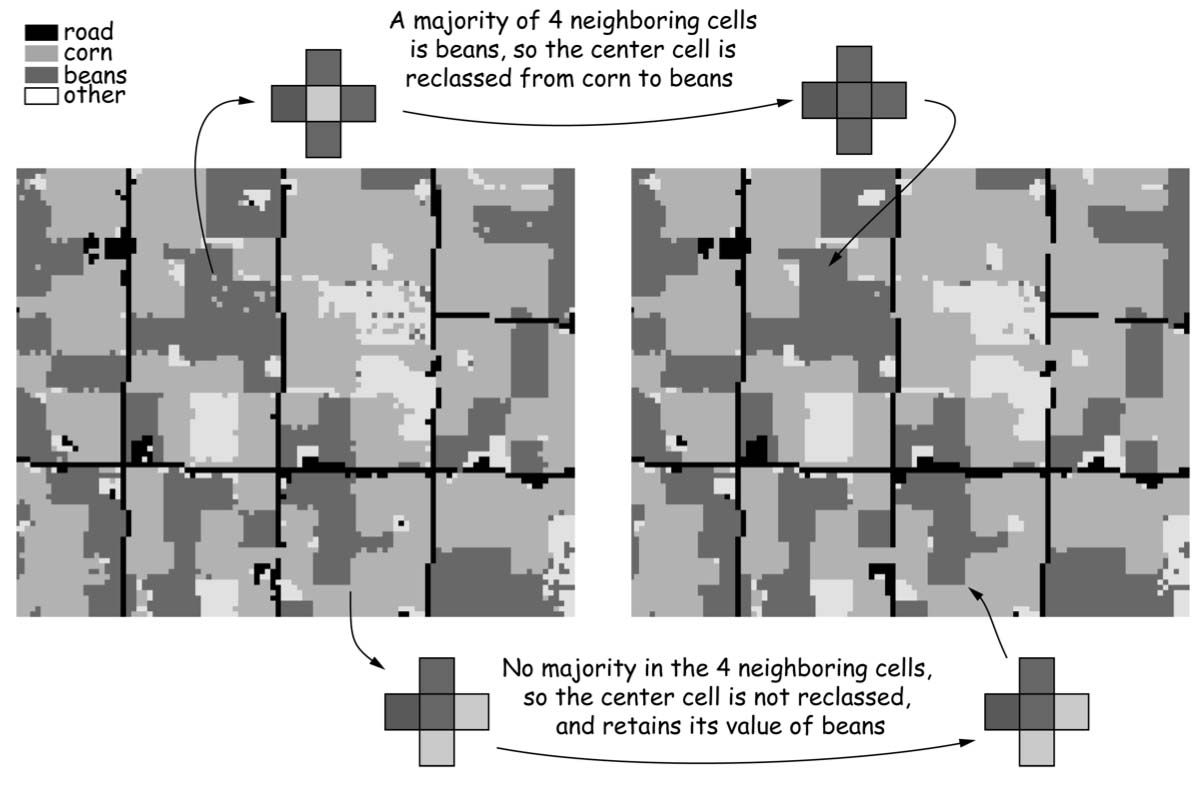 road
corn
beans
other
A majority of 4 neighboring cells
is beans, so the center cell is
reclassed from corn to beans
No majority in the 4 neighboring cells,
so the center cell is not reclassed,
and retains its value of beans